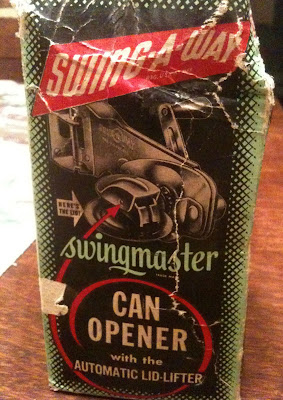 SWING-A-WAY
HERE'S
THE LID!
swingmaster
CAN
OPENER
with the
AUTOMATIC LID-LIFTER